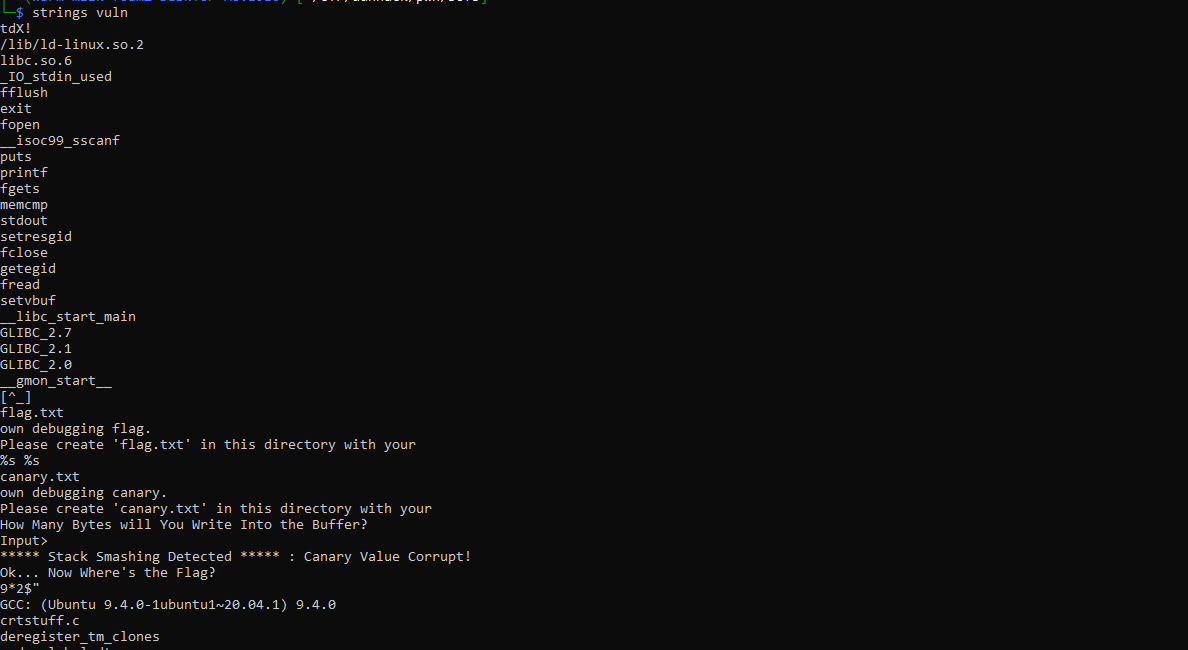 $ strings vuln
tdX!
/lib/ld-linux.so.2
libc.so.6
_IO_stdin_used
fflush
exit
fopen
__isoc99_sscanf
puts
printf
fgets
memcmp
stdout
setresgid
fclose
getegid
fread
setvbuf
__libc_start_main
GLIBC_2.7
GLIBC_2.1
GLIBC_2.0
__gmon_start__
[^_]
flag.txt
own debugging flag.
Please create 'flag.txt' in this directory with your
%s %s
canary.txt
own debugging canary.
Please create 'canary.txt' in this directory with your
How Many Bytes will You Write Into the Buffer?
Input>
***** Stack Smashing Detected ***** : Canary Value Corrupt!
Ok... Now Where's the Flag?
9*2$"
GCC: (Ubuntu 9.4.0-1ubuntu1~20.04.1) 9.4.0
crtstuff.c
deregister_tm_clones